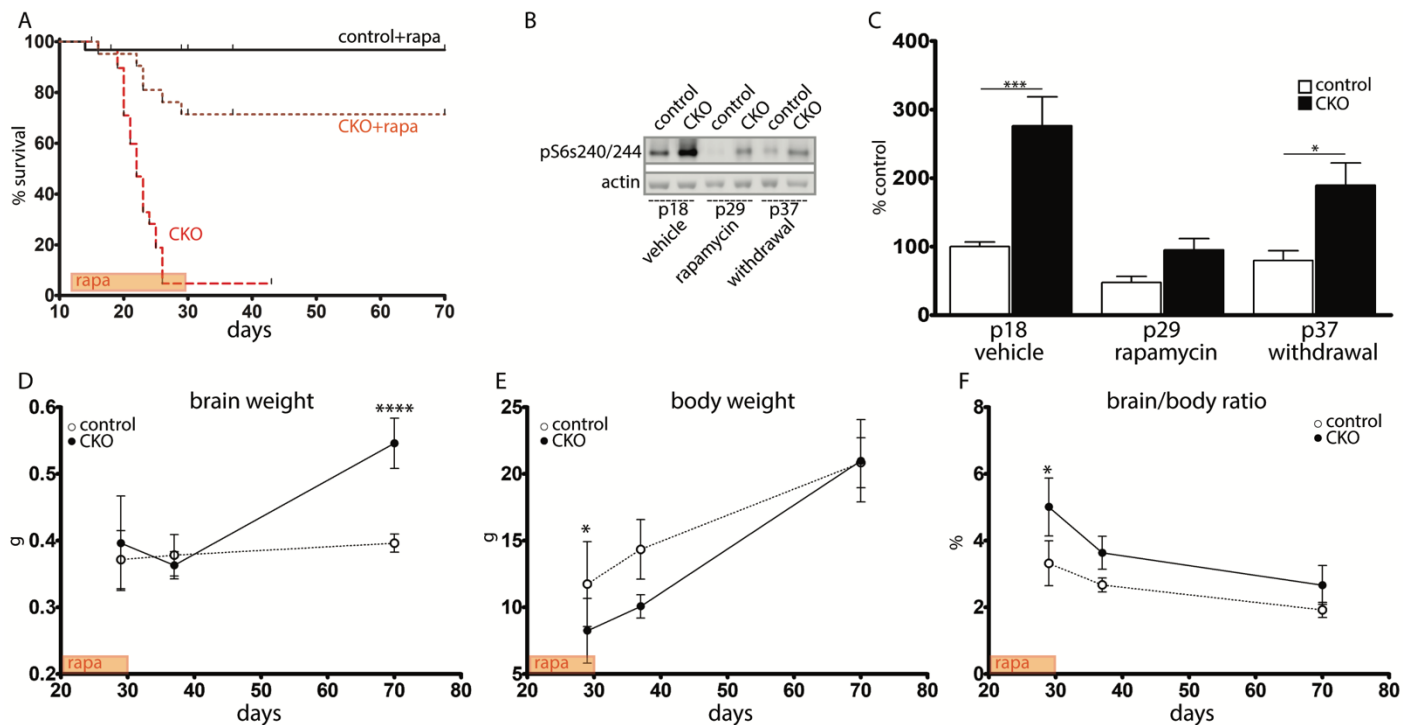 A
100
80
60
40
20
0
% survival
control+rapa
CKO+rapa
CKO
rapa
10 20 30 40 50 60 70
days
B
control
CKO
control
CKO
control
CKO
pS6s240/244
actin
p18 p29 p37
vehicle
rapamycin
withdrawal
C
400
300
200
100
0
% control
***
*
control
CKO
p18 p29 p37
vehicle rapamycin withdrawal
D
brain weight
0.6
0.5
0.4
0.3
0.2
g
control
CKO
****
rapa
20 30 40 50 60 70 80
days
E
body weight
25
20
15
10
5
g
control
CKO
*
rapa
20 30 40 50 60 70 80
days
F
brain/body ratio
8
6
4
2
0
%
control
CKO
*
rapa
20 30 40 50 60 70 80
days